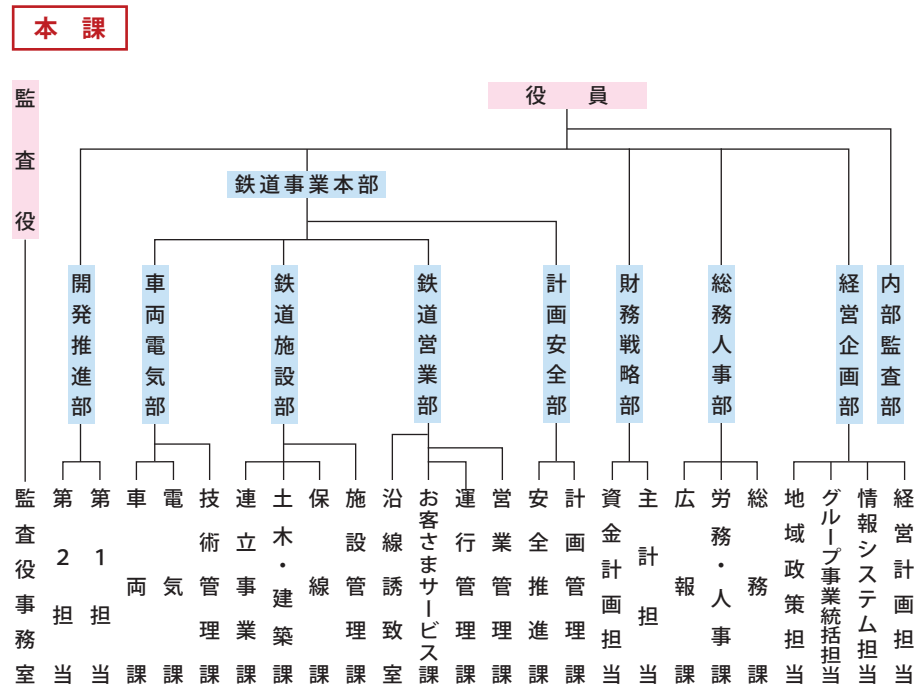 本課
役員
監査役
鉄道事業本部
内部監査部
経営企画部
総務人事部
財務戦略部
計画安全部
鉄道営業部
鉄道施設部
車両電気部
開発推進部
経営計画担当
情報システム担当
グループ事業統括担当
地域政策担当
総務課
労務・人事課
広報課
主計担当
資金計画担当
計画管理課
安全推進課
営業管理課
運行管理課
お客さまサービス課
沿線誘致室
施設管理課
保線課
土木・建築課
連立事業課
技術管理課
電気課
車両課
第1担当
第2担当
監査役事務室